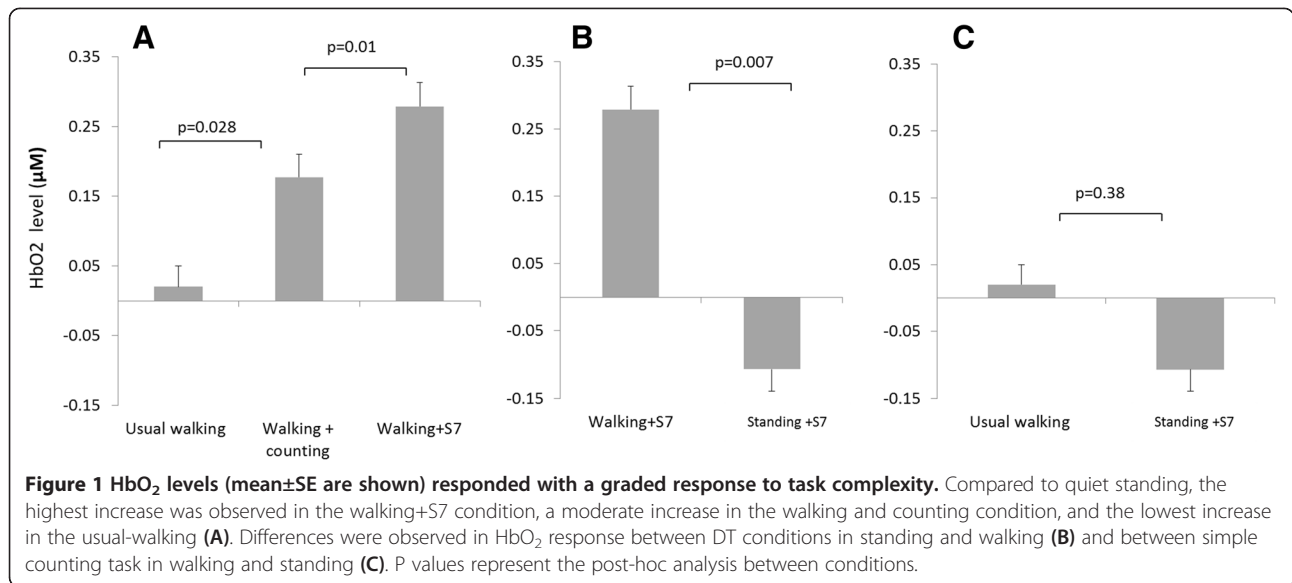 A
B
C
p=0.01
p=0.028
p=0.007
p=0.38
HbO2 level (µM)
0.35
0.25
0.15
0.05
-0.05
-0.15
Usual walking
Walking + counting
Walking+S7
0.35
0.25
0.15
0.05
-0.05
-0.15
Walking+S7
Standing +S7
0.35
0.25
0.15
0.05
-0.05
-0.15
Usual walking
Standing +S7
Figure 1 HbO₂ levels (mean±SE are shown) responded with a graded response to task complexity. Compared to quiet standing, the
highest increase was observed in the walking+S7 condition, a moderate increase in the walking and counting condition, and the lowest increase
in the usual-walking (A). Differences were observed in HbO₂ response between DT conditions in standing and walking (B) and between simple
counting task in walking and standing (C). P values represent the post-hoc analysis between conditions.